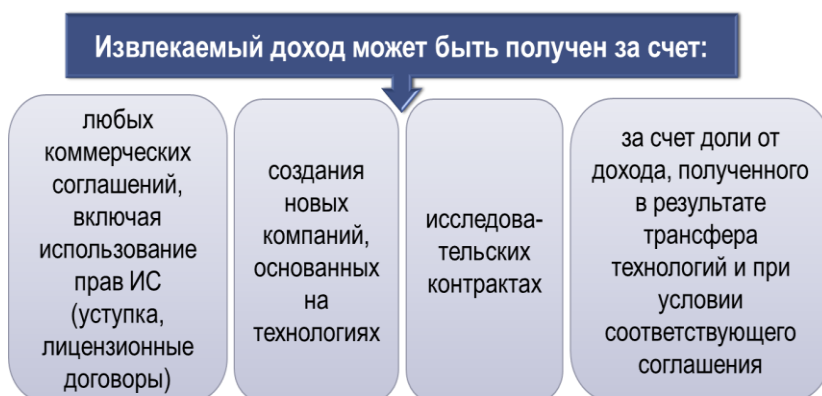 Извлекаемый доход может быть получен за счет:
любых
коммерческих
соглашений,
включая
использование
прав ИС
(уступка,
лицензионные
договоры)
создания
новых
компаний,
основанных
на
технологиях
исследова-
тельских
контрактах
за счет доли от
дохода, полученного
в результате
трансфера
технологий и при
условии
соответствующего
соглашения